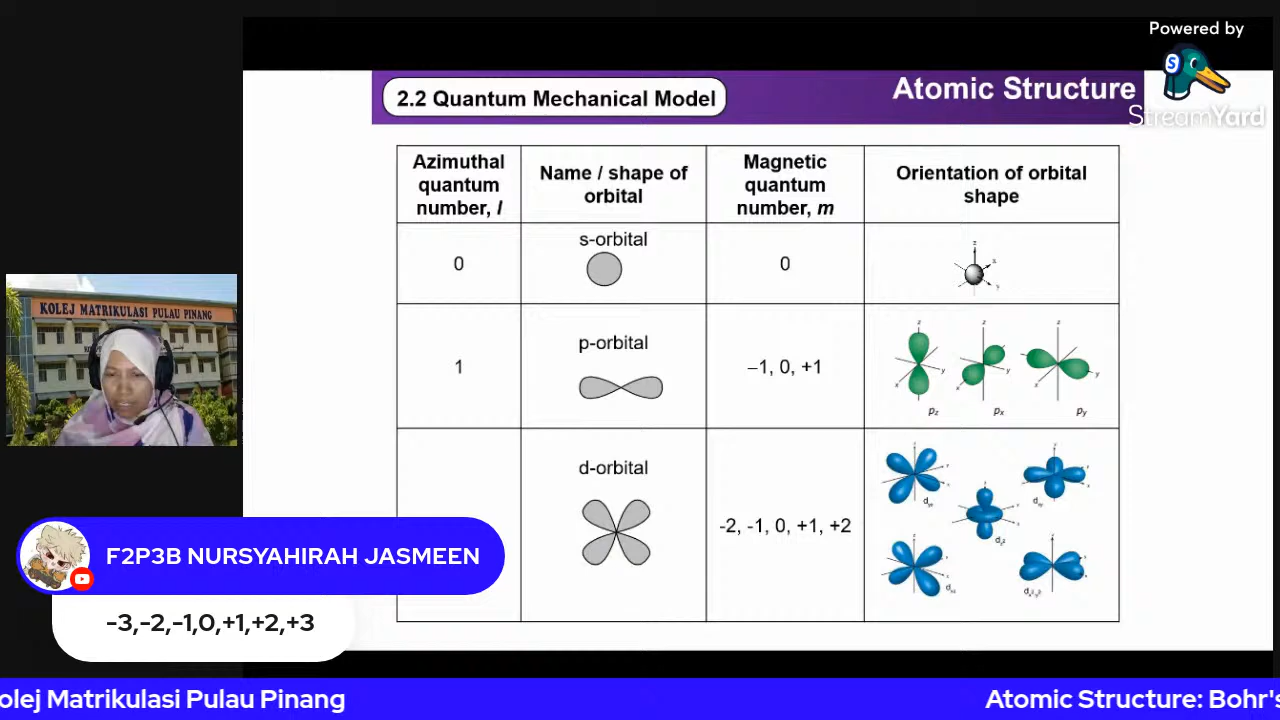 Powered by
StreamYard
2.2 Quantum Mechanical Model
Atomic Structure
Azimuthal
quantum
number, l
Name / shape of
orbital
Magnetic
quantum
number, m
Orientation of orbital
shape
0
s-orbital
0
z
x
y
1
p-orbital
–1, 0, +1
z
y
x
pz
z
y
x
px
z
y
x
py
d-orbital
-2, -1, 0, +1, +2
KOLEJ MATRIKULASI PULAU PINANG
F2P3B NURSYAHIRAH JASMEEN
-3,-2,-1,0,+1,+2,+3
olej Matrikulasi Pulau Pinang
Atomic Structure: Bohr's